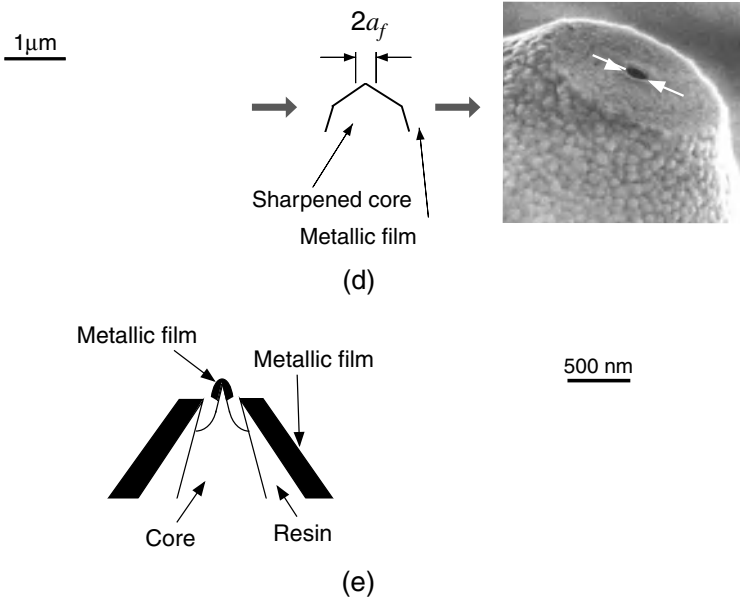 1μm
2a_f
Sharpened core
Metallic film
(d)
Metallic film
Metallic film
500 nm
Core
Resin
(e)